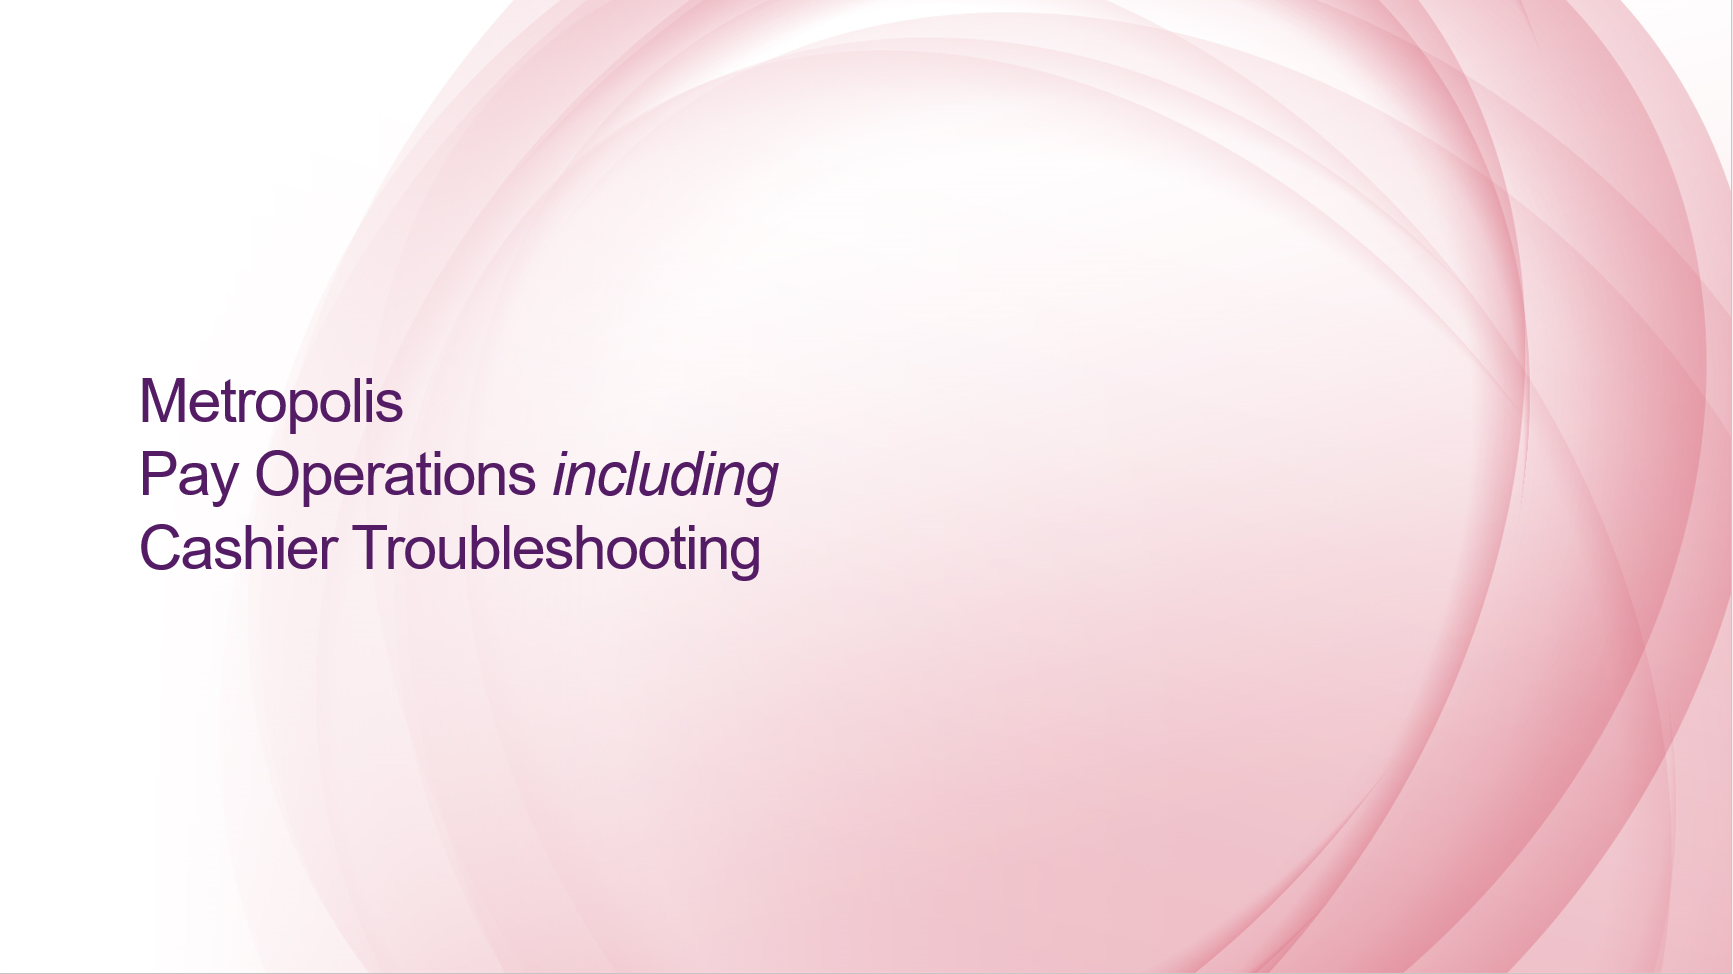 Metropolis
Pay Operations including
Cashier Troubleshooting